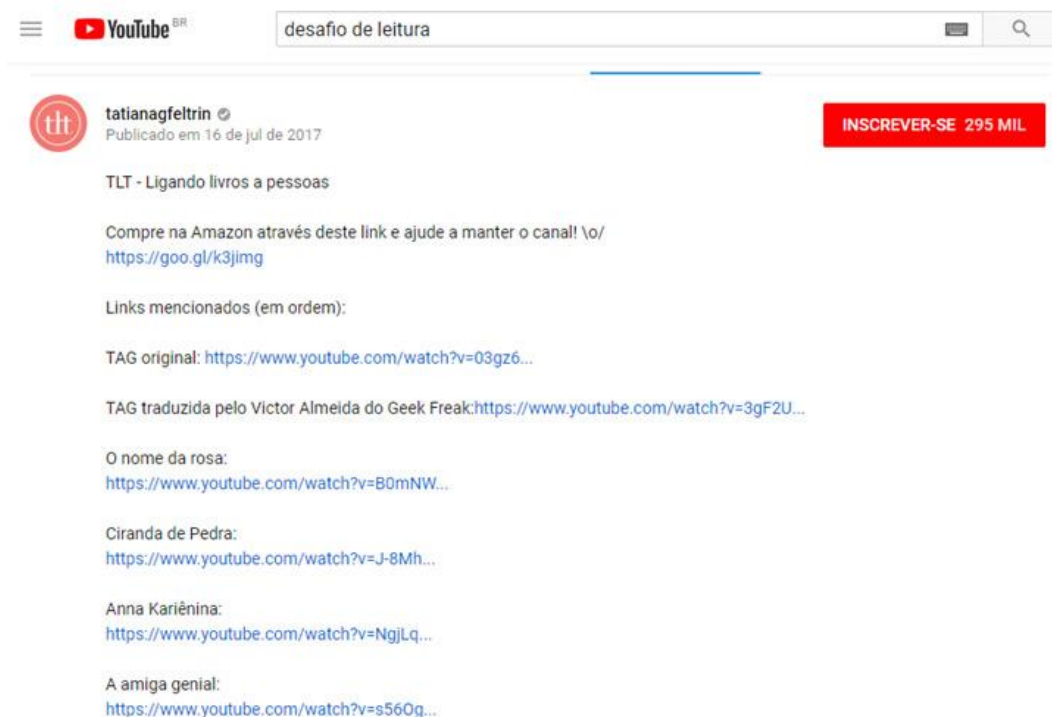 YouTube BR
desafio de leitura
tlt
tatianagfeltrin
Publicado em 16 de jul de 2017
INSCREVER-SE 295 MIL
TLT - Ligando livros a pessoas
Compre na Amazon através deste link e ajude a manter o canal! \o/
https://goo.gl/k3jimg
Links mencionados (em ordem):
TAG original: https://www.youtube.com/watch?v=03gz6...
TAG traduzida pelo Victor Almeida do Geek Freak:https://www.youtube.com/watch?v=3gF2U...
O nome da rosa:
https://www.youtube.com/watch?v=B0mNW...
Ciranda de Pedra:
https://www.youtube.com/watch?v=J-8Mh...
Anna Kariênina:
https://www.youtube.com/watch?v=NgjLq...
A amiga genial:
https://www.youtube.com/watch?v=s56Og...